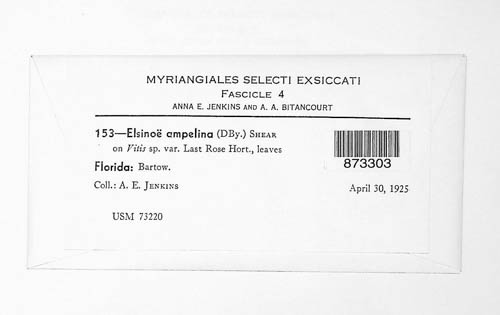 MYRIANGIALES SELECTI EXSICCATI
FASCICLE 4
ANNA E. JENKINS AND A. A. BITANCOURT
153—Elsinoë ampelina (DBy.) SHEAR
on Vitis sp. var. Last Rose Hort., leaves
873303
Florida: Bartow.
Coll.: A. E. JENKINS
April 30, 1925
USM 73220